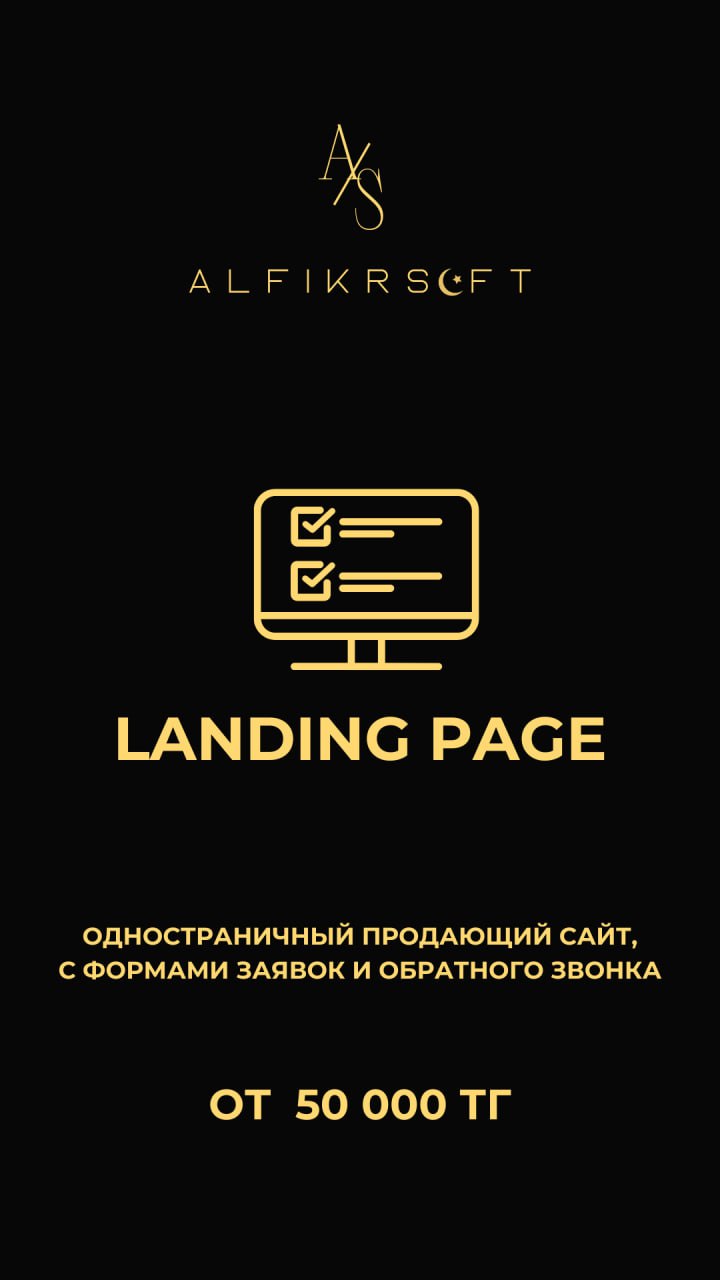 A/S
ALFIKRSOFT
LANDING PAGE
ОДНОСТРАНИЧНЫЙ ПРОДАЮЩИЙ САЙТ,
С ФОРМАМИ ЗАЯВОК И ОБРАТНОГО ЗВОНКА
ОТ 50 000 ТГ